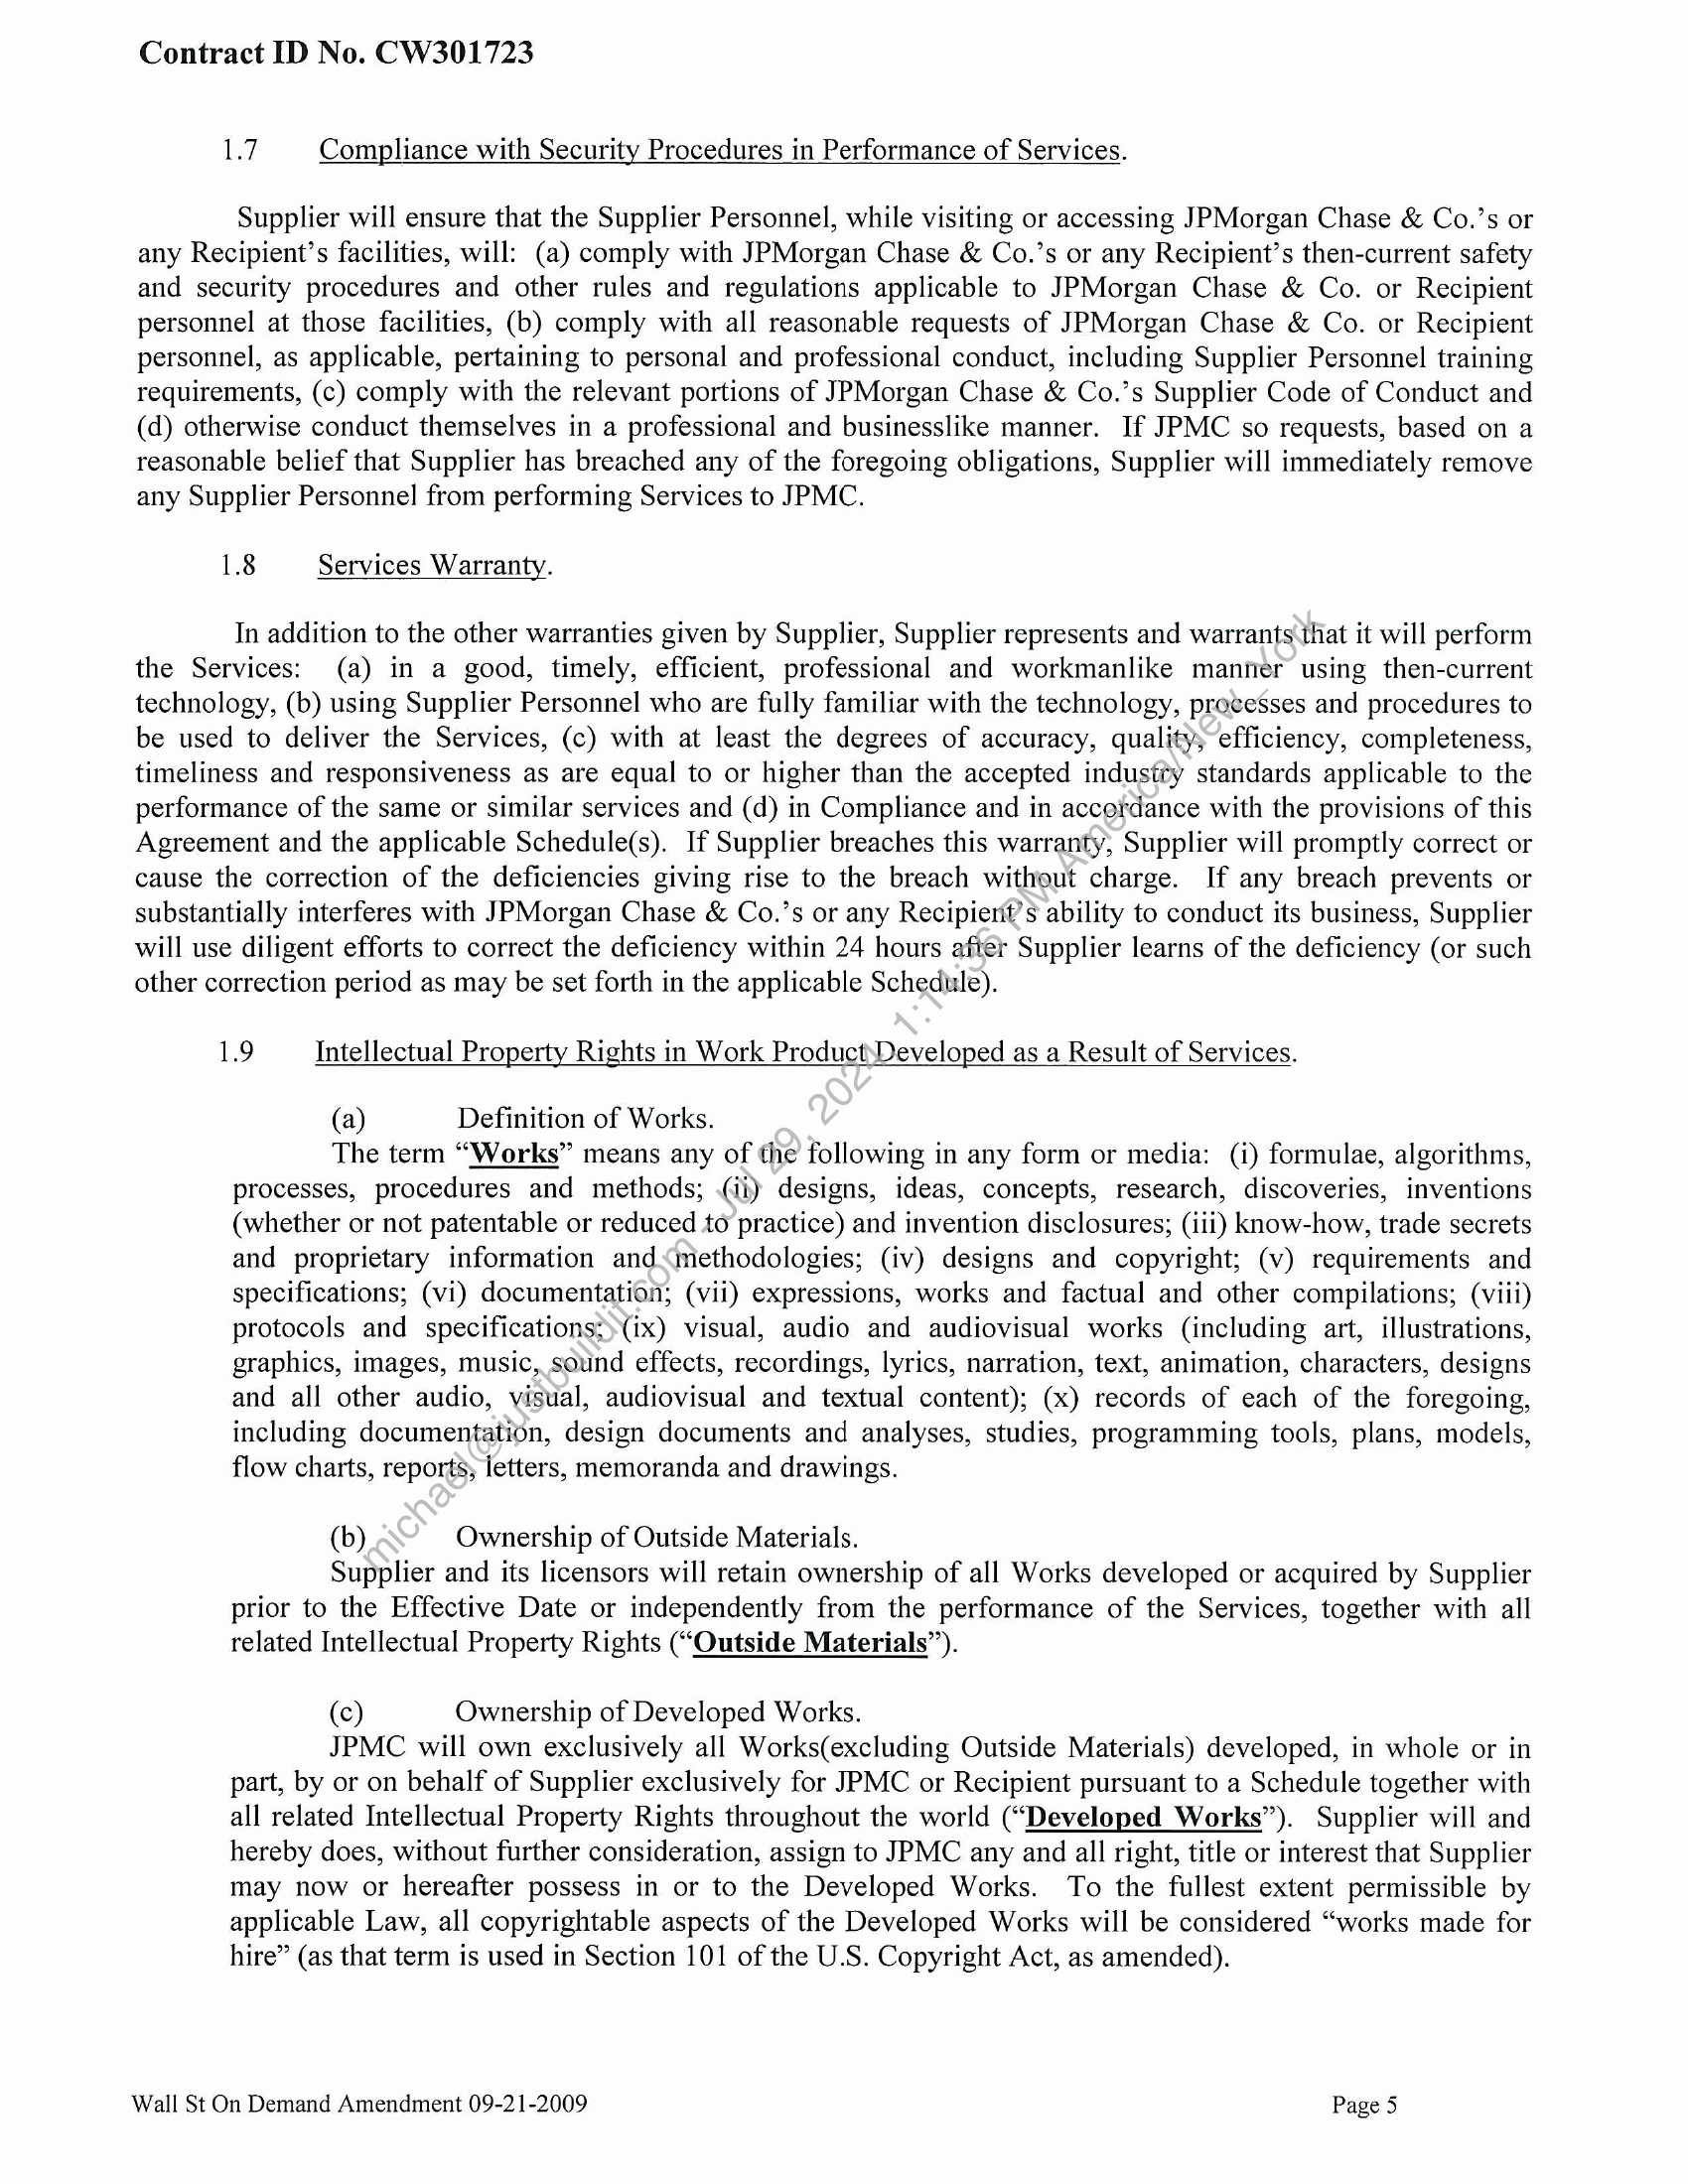 Contract ID No. CW301723
1.7 Compliance with Security Procedures in Performance of Services.
Supplier will ensure that the Supplier Personnel, while visiting or accessing JPMorgan Chase & Co.'s or
any Recipient's facilities, will: (a) comply with JPMorgan Chase & Co.'s or any Recipient's then-current safety
and security procedures and other rules and regulations applicable to JPMorgan Chase & Co. or Recipient
personnel at those facilities, (b) comply with all reasonable requests of JPMorgan Chase & Co. or Recipient
personnel, as applicable, pertaining to personal and professional conduct, including Supplier Personnel training
requirements, (c) comply with the relevant portions of JPMorgan Chase & Co.'s Supplier Code of Conduct and
(d) otherwise conduct themselves in a professional and businesslike manner. If JPMC so requests, based on a
reasonable belief that Supplier has breached any of the foregoing obligations, Supplier will immediately remove
any Supplier Personnel from performing Services to JPMC.
1.8 Services Warranty.
In addition to the other warranties given by Supplier, Supplier represents and warrants that it will perform
the Services: (a) in a good, timely, efficient, professional and workmanlike manner using then-current
technology, (b) using Supplier Personnel who are fully familiar with the technology, processes and procedures to
be used to deliver the Services, (c) with at least the degrees of accuracy, quality, efficiency, completeness,
timeliness and responsiveness as are equal to or higher than the accepted industry standards applicable to the
performance of the same or similar services and (d) in Compliance and in accordance with the provisions of this
Agreement and the applicable Schedule(s). If Supplier breaches this warranty, Supplier will promptly correct or
cause the correction of the deficiencies giving rise to the breach without charge. If any breach prevents or
substantially interferes with JPMorgan Chase & Co.'s or any Recipient's ability to conduct its business, Supplier
will use diligent efforts to correct the deficiency within 24 hours after Supplier learns of the deficiency (or such
other correction period as may be set forth in the applicable Schedule).
1.9 Intellectual Property Rights in Work Product Developed as a Result of Services.
(a) Definition of Works.
The term "Works" means any of the following in any form or media: (i) formulae, algorithms,
processes, procedures and methods; (ii) designs, ideas, concepts, research, discoveries, inventions
(whether or not patentable or reduced to practice) and invention disclosures; (iii) know-how, trade secrets
and proprietary information and methodologies; (iv) designs and copyright; (v) requirements and
specifications; (vi) documentation; (vii) expressions, works and factual and other compilations; (viii)
protocols and specifications; (ix) visual, audio and audiovisual works (including art, illustrations,
graphics, images, music, sound effects, recordings, lyrics, narration, text, animation, characters, designs
and all other audio, visual, audiovisual and textual content); (x) records of each of the foregoing,
including documentation, design documents and analyses, studies, programming tools, plans, models,
flow charts, reports, letters, memoranda and drawings.
(b) Ownership of Outside Materials.
Supplier and its licensors will retain ownership of all Works developed or acquired by Supplier
prior to the Effective Date or independently from the performance of the Services, together with all
related Intellectual Property Rights ("Outside Materials").
(c) Ownership of Developed Works.
JPMC will own exclusively all Works(excluding Outside Materials) developed, in whole or in
part, by or on behalf of Supplier exclusively for JPMC or Recipient pursuant to a Schedule together with
all related Intellectual Property Rights throughout the world ("Developed Works"). Supplier will and
hereby does, without further consideration, assign to JPMC any and all right, title or interest that Supplier
may now or hereafter possess in or to the Developed Works. To the fullest extent permissible by
applicable Law, all copyrightable aspects of the Developed Works will be considered "works made for
hire" (as that term is used in Section 101 of the U.S. Copyright Act, as amended).
Wall St On Demand Amendment 09-21-2009 Page 5
michael@justbuildit.com - Jul 29, 2024, 1:14:36 PM America/New_York